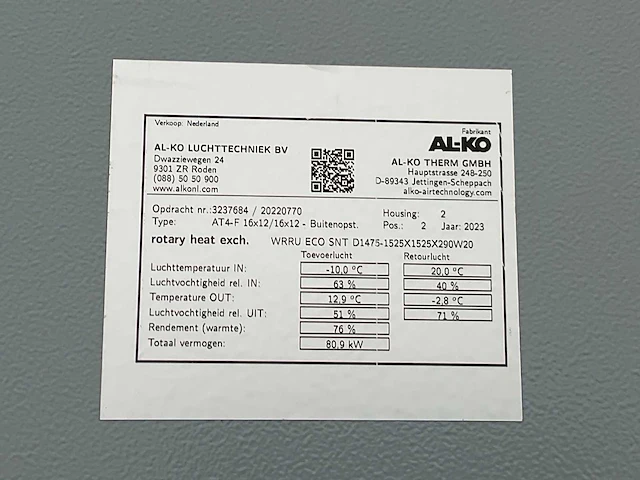 Verkoop: Nederland
Fabrikant
AL-KO
AL-KO LUCHTTECHNIEK BV
Dwazziewegen 24
9301 ZR Roden
(088) 50 50 900
www.alkonl.com
AL-KO THERM GMBH
Hauptstrasse 248-250
D-89343 Jettingen-Scheppach
alko-airtechnology.com
Opdracht nr.:3237684 / 20220770
Housing: 2
Type: AT4-F 16x12/16x12 - Buitenopst.
Pos.: 2 Jaar: 2023
rotary heat exch. WRRU ECO SNT D1475-1525X1525X290W20
Toevoerlucht Retourlucht
Luchttemperatuur IN: -10,0 °C 20,0 °C
Luchtvochtigheid rel. IN: 63 % 40 %
Temperature OUT: 12,9 °C -2,8 °C
Luchtvochtigheid rel. UIT: 51 % 71 %
Rendement (warmte): 76 %
Totaal vermogen: 80,9 kW